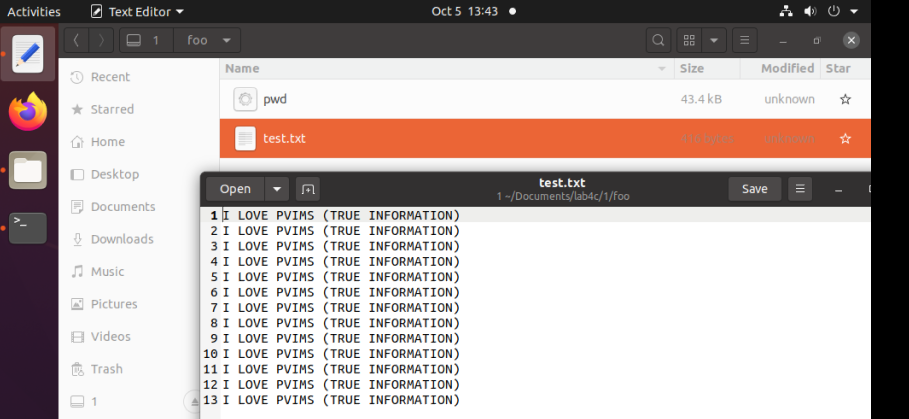 Activities Text Editor Oct 5 13:43
1 foo
Name Size Modified Star
Recent
pwd 43.4 kB unknown
Starred
Home
test.txt unknown
Desktop
Documents
Downloads
Music
Pictures
Videos
Trash
1
Open test.txt Save
1 ~/Documents/lab4c/1/foo
1 I LOVE PVIMS (TRUE INFORMATION)
2 I LOVE PVIMS (TRUE INFORMATION)
3 I LOVE PVIMS (TRUE INFORMATION)
4 I LOVE PVIMS (TRUE INFORMATION)
5 I LOVE PVIMS (TRUE INFORMATION)
6 I LOVE PVIMS (TRUE INFORMATION)
7 I LOVE PVIMS (TRUE INFORMATION)
8 I LOVE PVIMS (TRUE INFORMATION)
9 I LOVE PVIMS (TRUE INFORMATION)
10 I LOVE PVIMS (TRUE INFORMATION)
11 I LOVE PVIMS (TRUE INFORMATION)
12 I LOVE PVIMS (TRUE INFORMATION)
13 I LOVE PVIMS (TRUE INFORMATION)